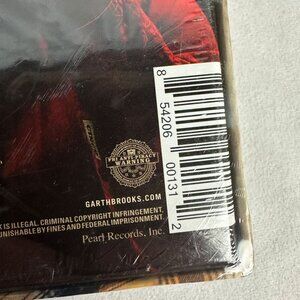 FBI ANTI-PIRACY
WARNING
GARTHBROOKS.COM
IS ILLEGAL. CRIMINAL COPYRIGHT INFRINGEMENT,
UNISHABLE BY FINES AND FEDERAL IMPRISONMENT.
Pearl Records, Inc.
8 54206 00131 2